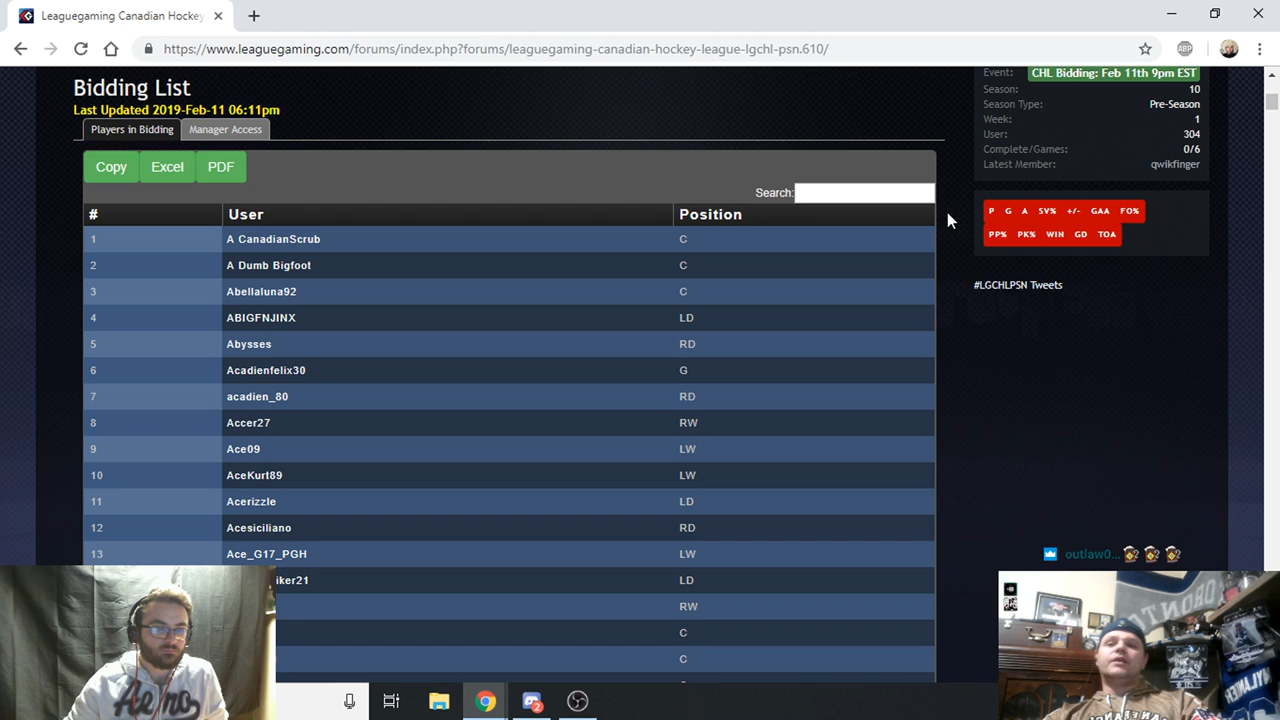 Leaguegaming Canadian Hockey
https://www.leaguegaming.com/forums/index.php?forums/leaguegaming-canadian-hockey-league-lgchl-psn.610/
ABP
Bidding List
Last Updated 2019-Feb-11 06:11pm
Players in Bidding Manager Access
Copy Excel PDF
Search:
# User Position
1 A CanadianScrub C
2 A Dumb Bigfoot C
3 Abellaluna92 C
4 ABIGFNJINX LD
5 Abysses RD
6 Acadienfelix30 G
7 acadien_80 RD
8 Accer27 RW
9 Ace09 LW
10 AceKurt89 LW
11 Acerizzle LD
12 Acesiciliano RD
13 Ace_G17_PGH LW
iker21 LD
RW
C
C
Event: CHL Bidding: Feb 11th 9pm EST
Season: 10
Season Type: Pre-Season
Week: 1
User: 304
Complete/Games: 0/6
Latest Member: qwikfinger
P G A SV% +/- GAA FO%
PP% PK% WIN GD TOA
#LGCHLPSN Tweets
outlaw0...
2